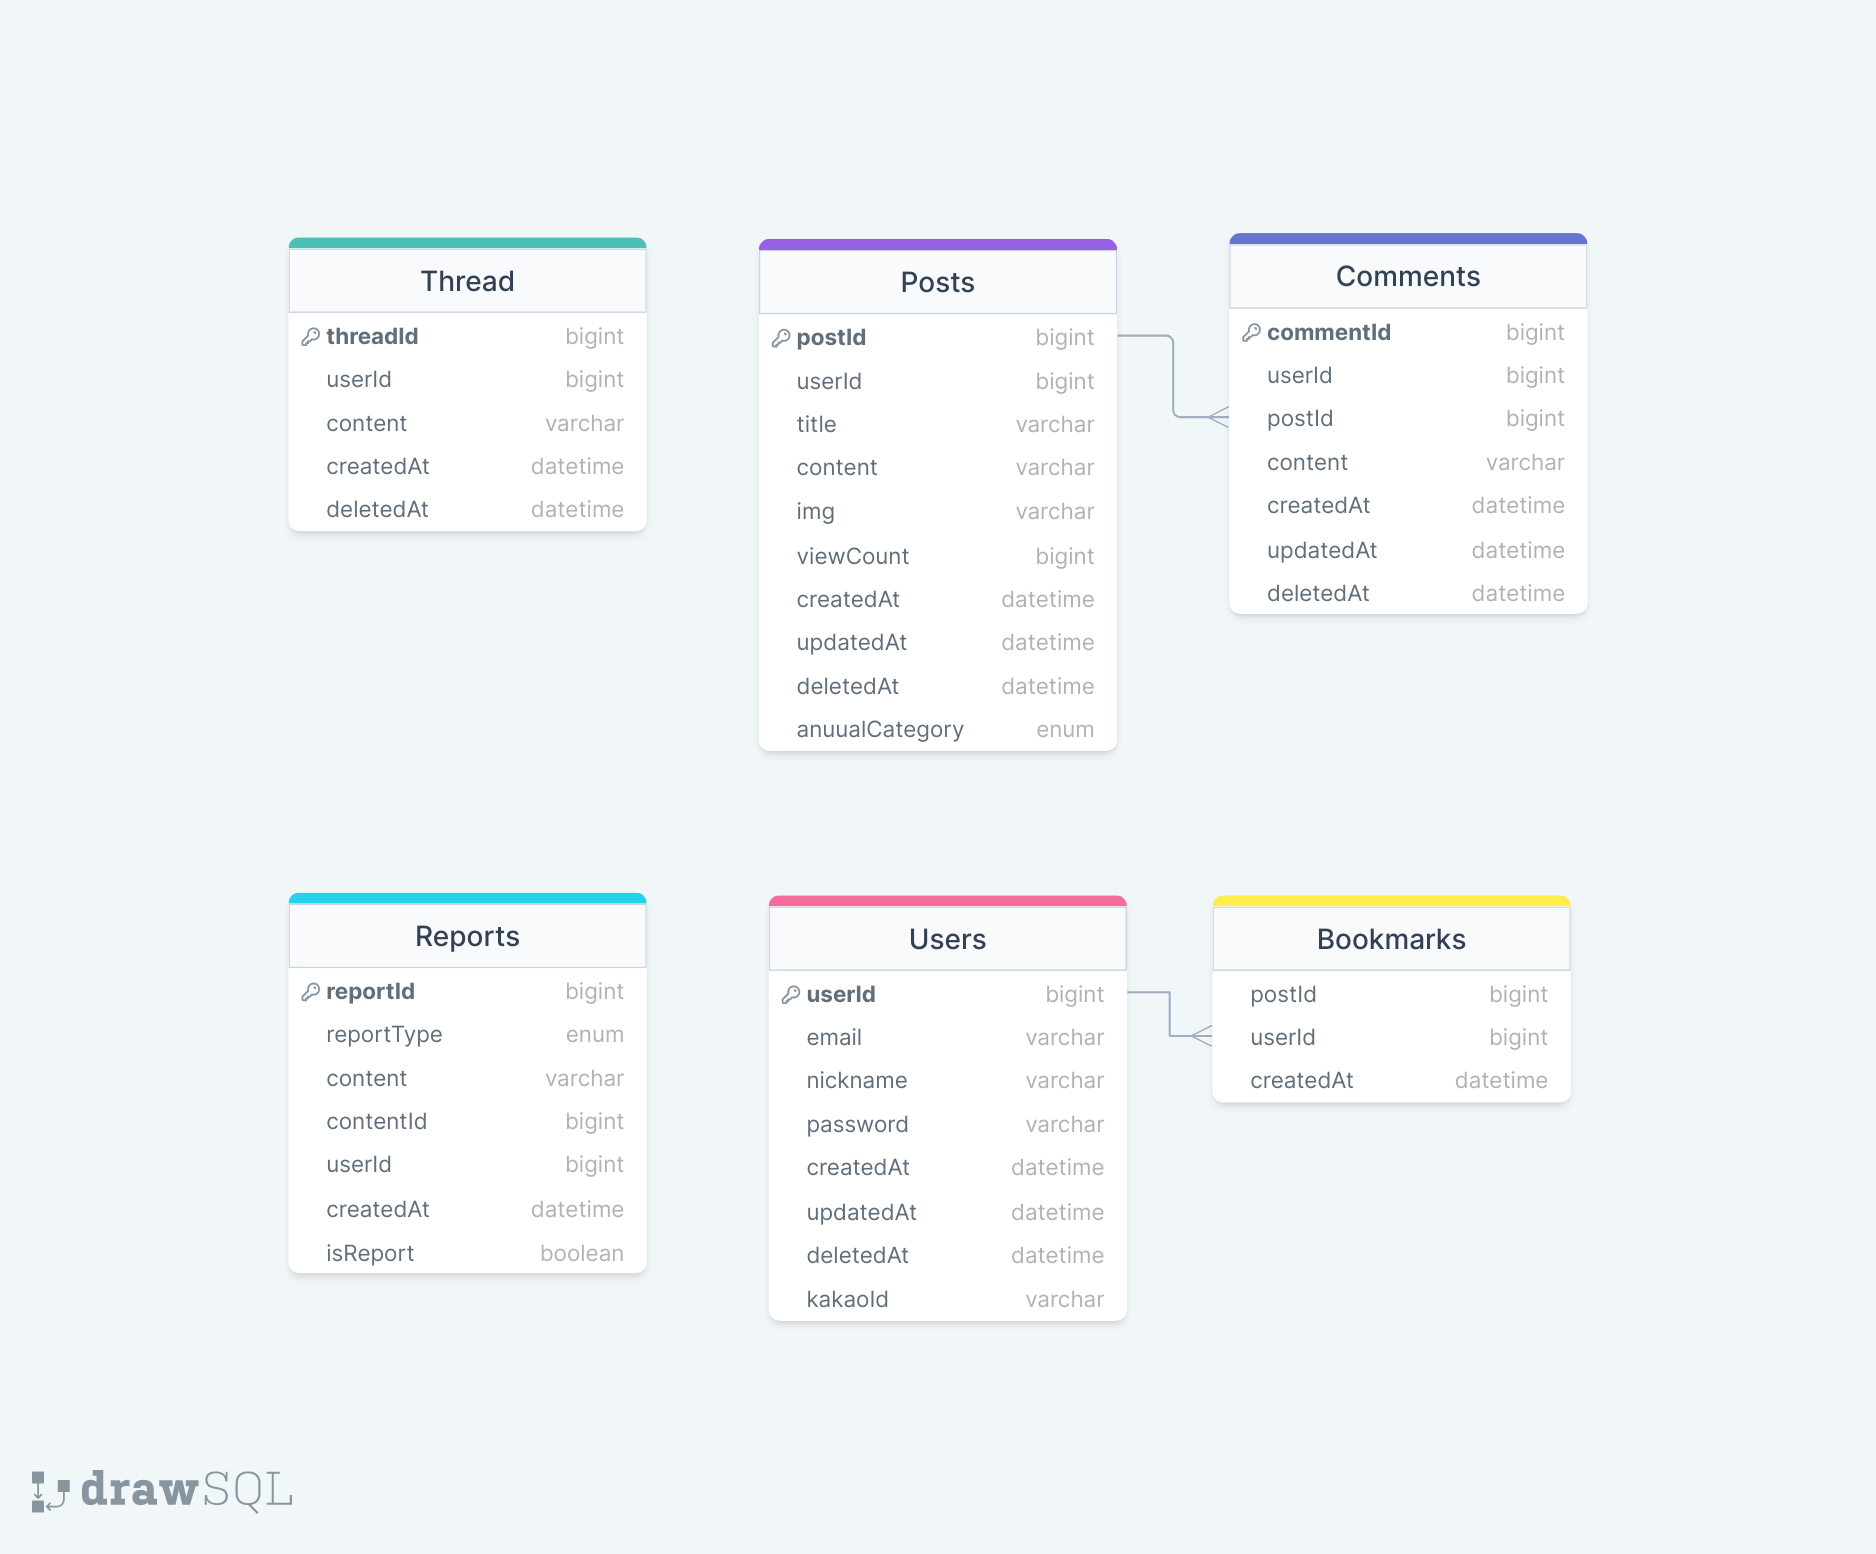 Thread
threadId bigint
userId bigint
content varchar
createdAt datetime
deletedAt datetime
Posts
postId bigint
userId bigint
title varchar
content varchar
img varchar
viewCount bigint
createdAt datetime
updatedAt datetime
deletedAt datetime
anuualCategory enum
Comments
commentId bigint
userId bigint
postId bigint
content varchar
createdAt datetime
updatedAt datetime
deletedAt datetime
Reports
reportId bigint
reportType enum
content varchar
contentId bigint
userId bigint
createdAt datetime
isReport boolean
Users
userId bigint
email varchar
nickname varchar
password varchar
createdAt datetime
updatedAt datetime
deletedAt datetime
kakaoId varchar
Bookmarks
postId bigint
userId bigint
createdAt datetime
drawSQL